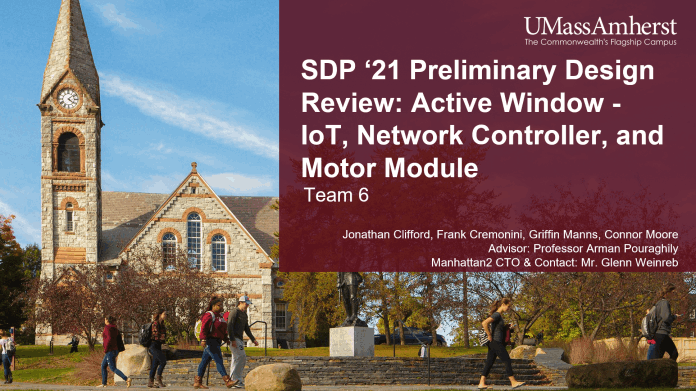 UMassAmherst
The Commonwealth's Flagship Campus
SDP ‘21 Preliminary Design
Review: Active Window -
IoT, Network Controller, and
Motor Module
Team 6
Jonathan Clifford, Frank Cremonini, Griffin Manns, Connor Moore
Advisor: Professor Arman Pouraghily
Manhattan2 CTO & Contact: Mr. Glenn Weinreb